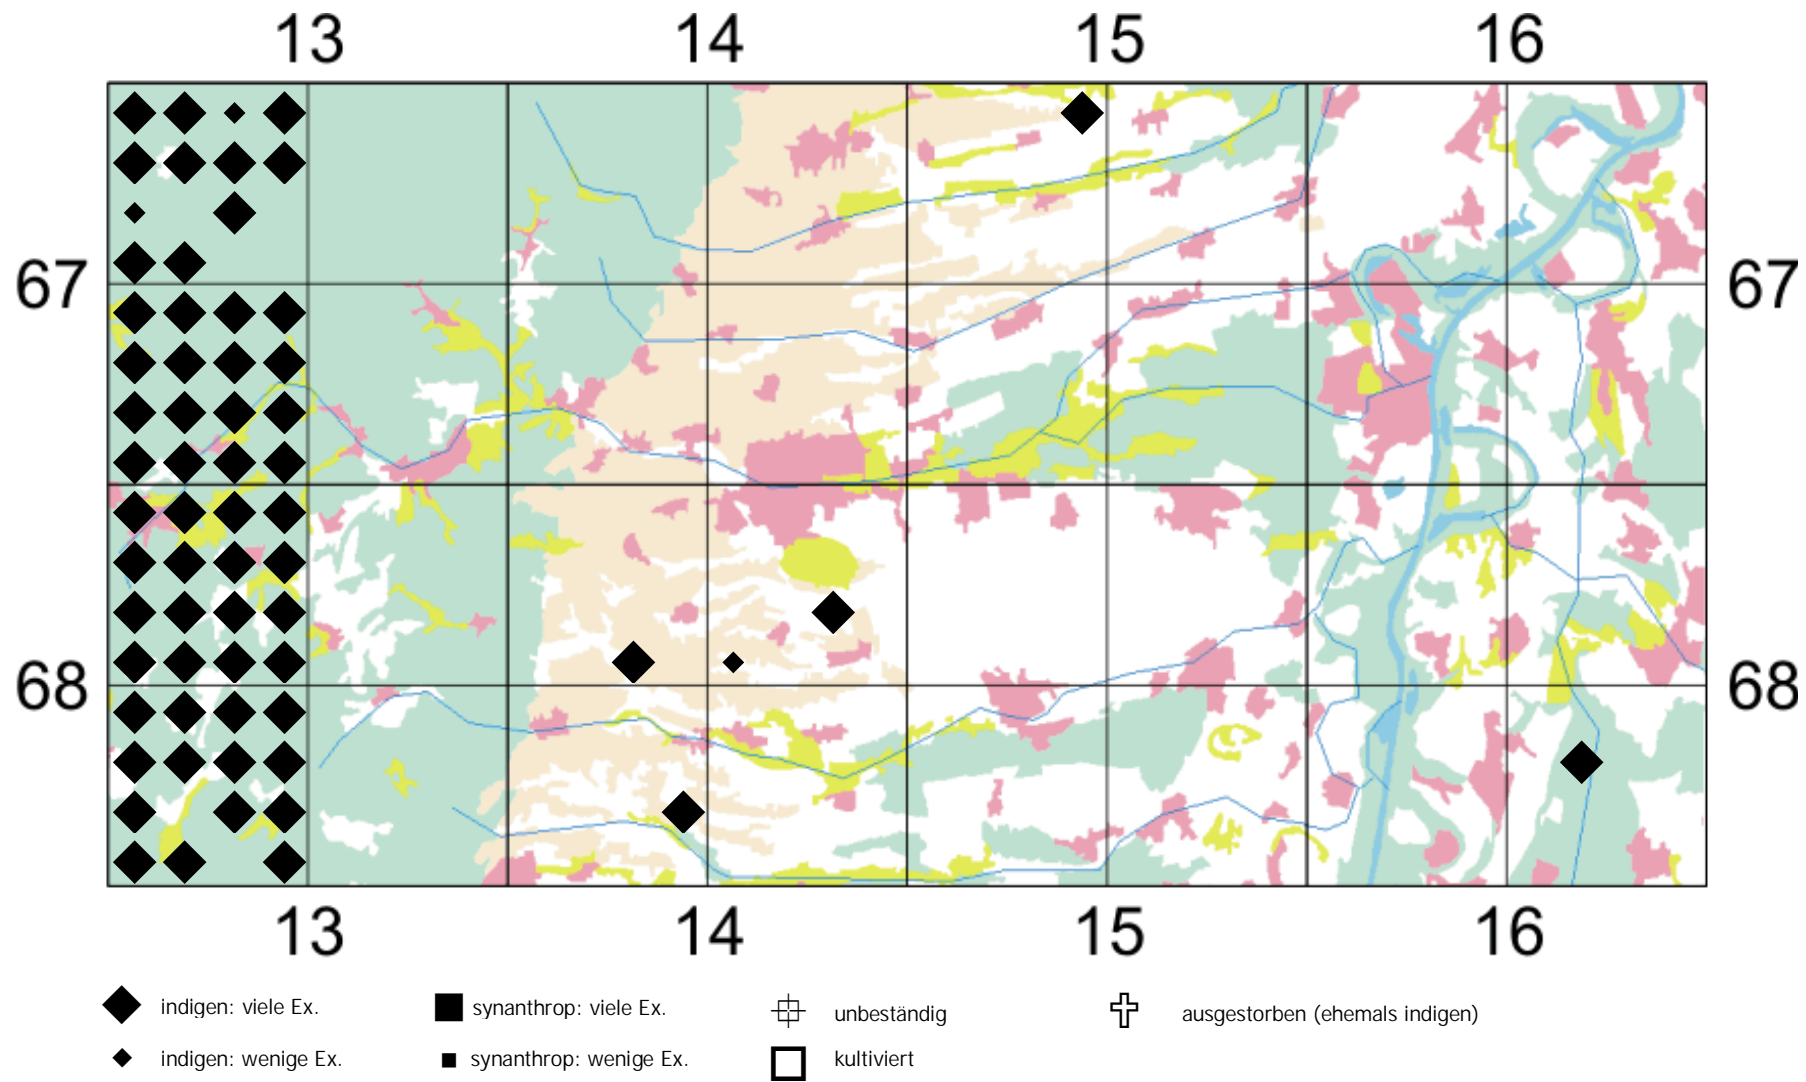 13 14 15 16
67 67
68 68
13 14 15 16
indigen: viele Ex. synanthrop: viele Ex. unbeständig ausgestorben (ehemals indigen)
indigen: wenige Ex. synanthrop: wenige Ex. kultiviert